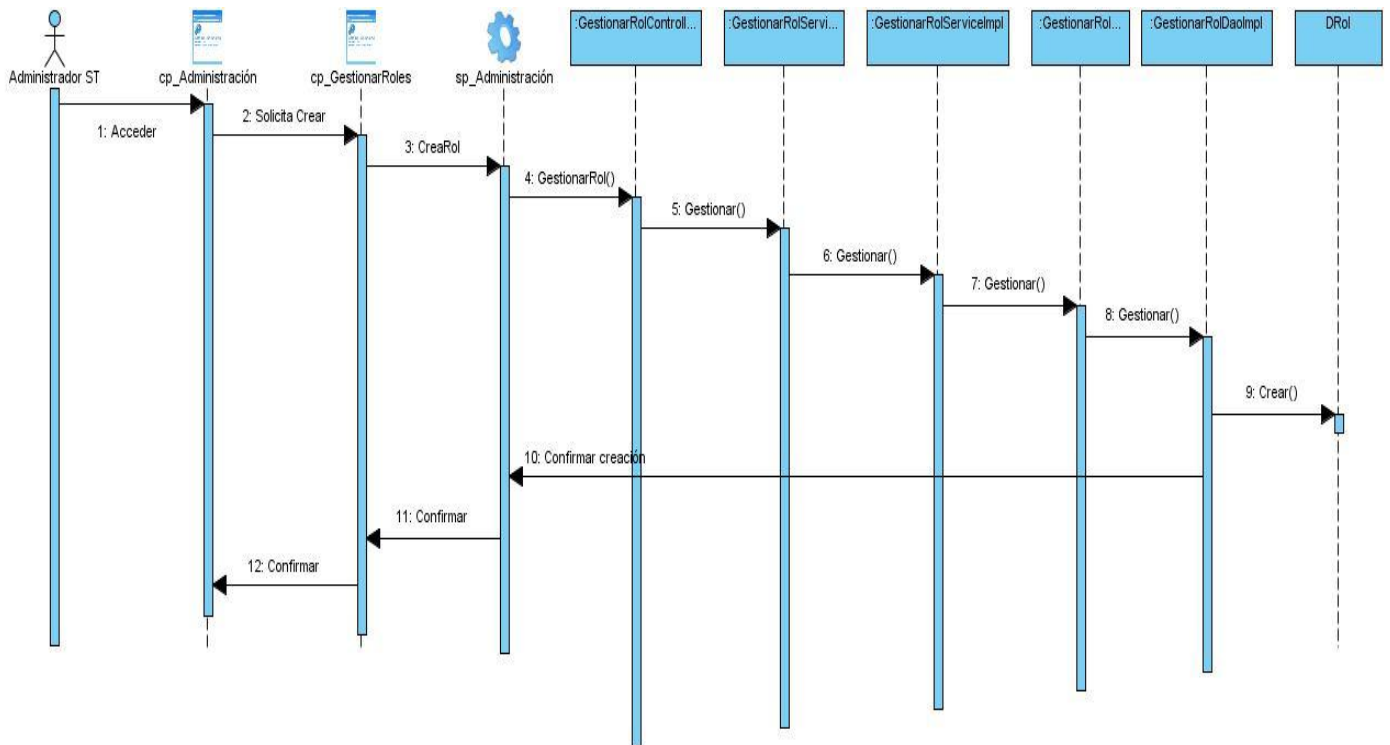 :GestionarRolControll...
:GestionarRolServi...
:GestionarRolServiceImpl
:GestionarRol...
:GestionarRolDaoImpl
DRol
Administrador ST
cp_Administración
cp_GestionarRoles
sp_Administración
1: Acceder
2: Solicita Crear
3: CreaRol
4: GestionarRol()
5: Gestionar()
6: Gestionar()
7: Gestionar()
8: Gestionar()
9: Crear()
10: Confirmar creación
11: Confirmar
12: Confirmar